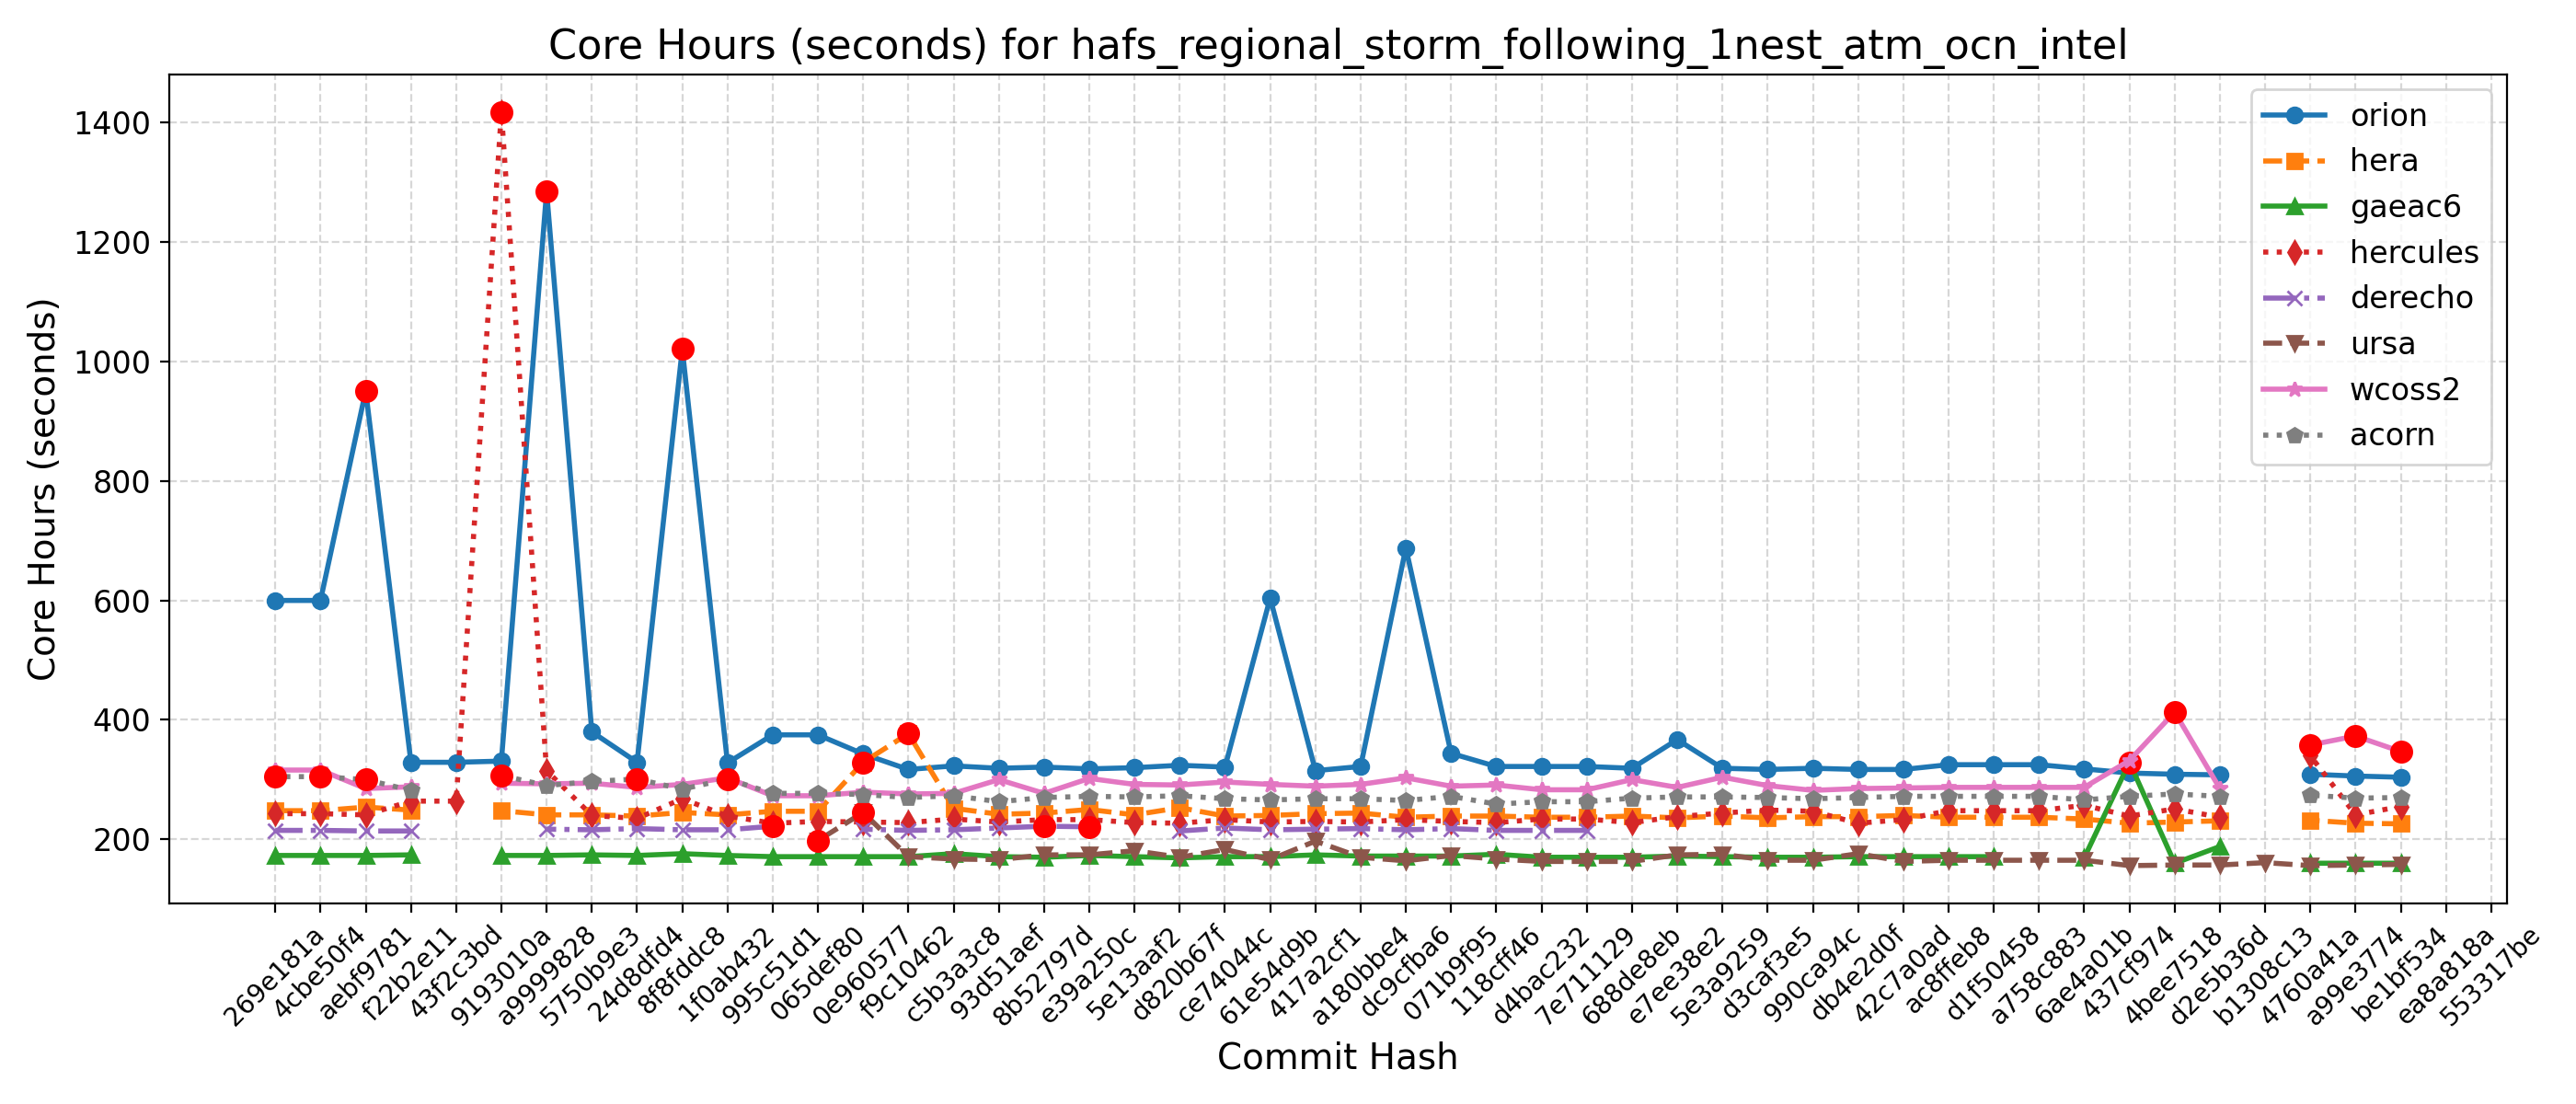 Core Hours (seconds) for hafs_regional_storm_following_1nest_atm_ocn_intel
Core Hours (seconds)
1400
1200
1000
800
600
400
200
orion
hera
gaeac6
hercules
derecho
ursa
wcoss2
acorn
269e181a
4cbe50f4
aebf9781
f22b2e11
43f2c3bd
9193010a
a9999828
5750b9e3
24d8dfd4
8f8fddc8
1f0ab432
995c51d1
065def80
0e960577
f9c10462
c5b3a3c8
93d51aef
8b52797d
e39a250c
5e13aaf2
d820b67f
ce74044c
61e54d9b
417a2cf1
a180bbe4
dc9cfba6
071b9f95
118cff46
d4bac232
7e711129
688de8eb
e7ee38e2
5e3a9259
d3caf3e5
990ca94c
db4e2d0f
42c7a0ad
ac8ffeb8
d1f50458
a758c883
6ae4a01b
437cf974
4bee7518
d2e5b36d
b1308c13
4760a41a
a99e3774
be1bf534
ea8a818a
553317be
Commit Hash